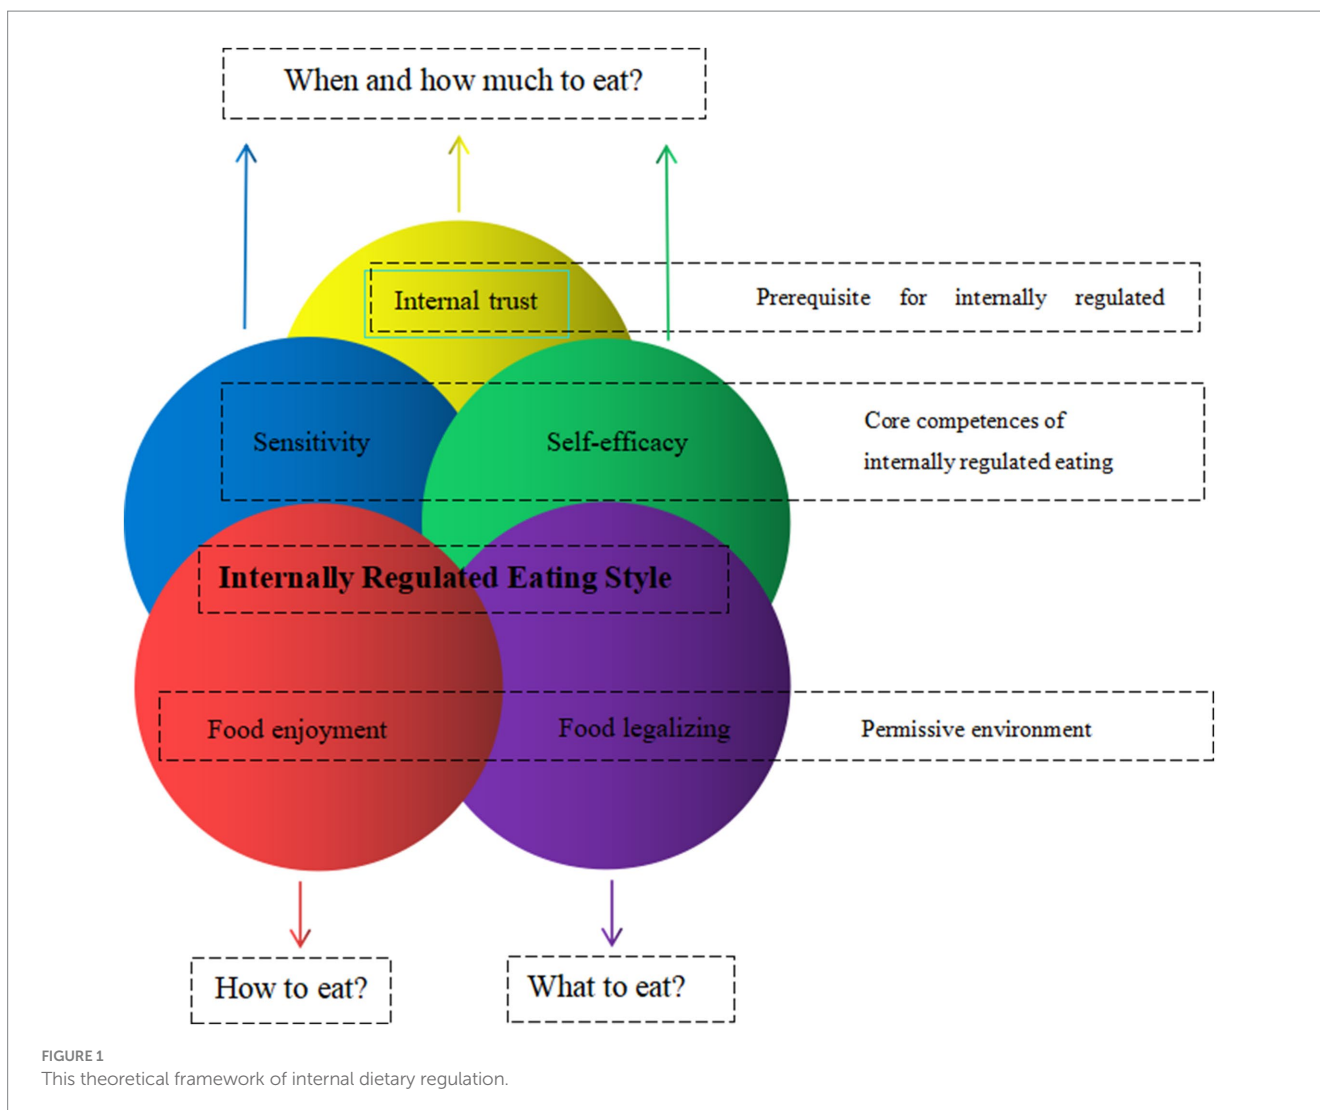 When and how much to eat?
Internal trust
Prerequisite for internally regulated
Sensitivity
Self-efficacy
Core competences of
internally regulated eating
Internally Regulated Eating Style
Food enjoyment
Food legalizing
Permissive environment
How to eat?
What to eat?
FIGURE 1
This theoretical framework of internal dietary regulation.